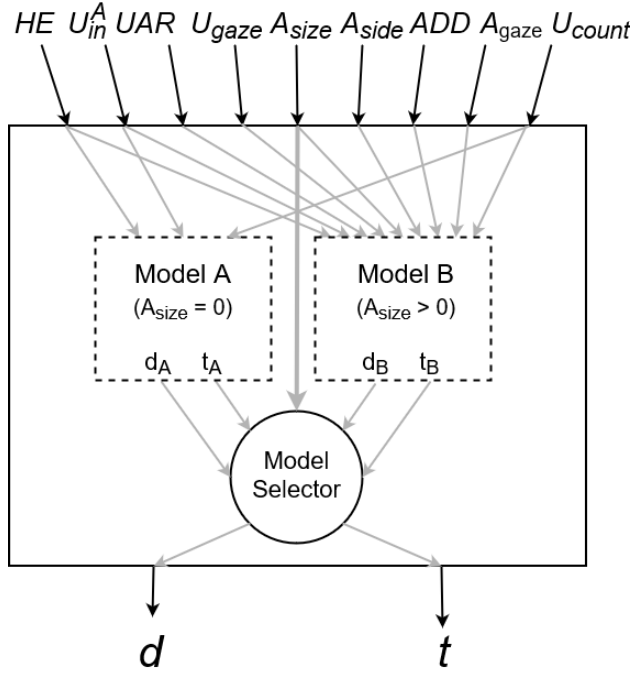 HE U_in^A UAR U_gaze A_size A_side ADD A_gaze U_count
Model A
(A_size = 0)
d_A t_A
Model B
(A_size > 0)
d_B t_B
Model
Selector
d
t